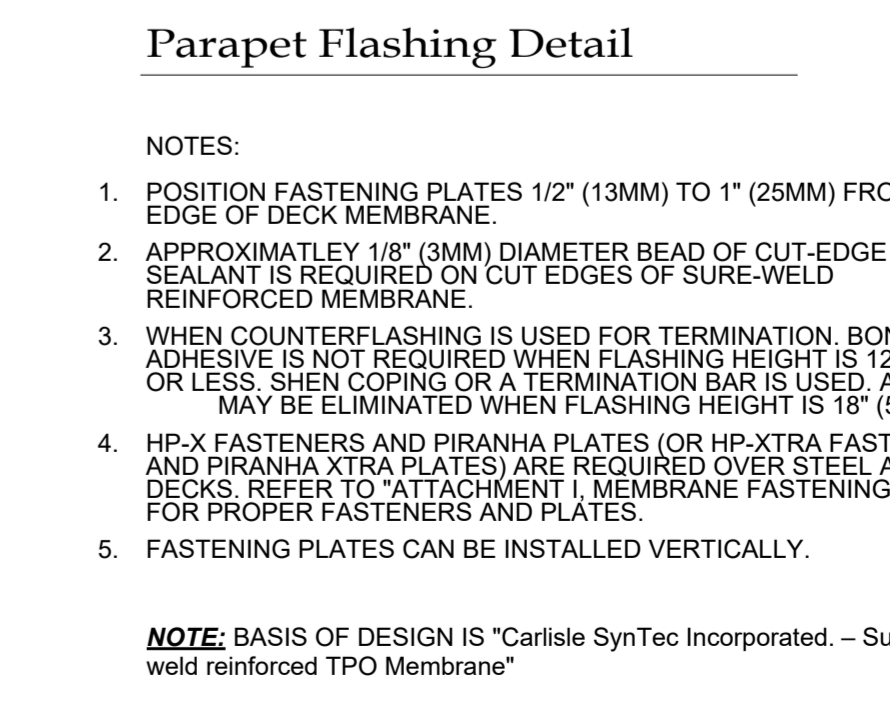 Parapet Flashing Detail
NOTES:
1. POSITION FASTENING PLATES 1/2" (13MM) TO 1" (25MM)
EDGE OF DECK MEMBRANE.
2. APPROXIMATLEY 1/8" (3MM) DIAMETER BEAD OF CUT-EDGE
SEALANT IS REQUIRED ON CUT EDGES OF SURE-WELD
REINFORCED MEMBRANE.
3. WHEN COUNTERFLASHING IS USED FOR TERMINATION.
ADHESIVE IS NOT REQUIRED WHEN FLASHING HEIGHT IS 12
OR LESS. SHEN COPING OR A TERMINATION BAR IS USED.
MAY BE ELIMINATED WHEN FLASHING HEIGHT IS 18"
4. HP-X FASTENERS AND PIRANHA PLATES (OR HP-XTRA
AND PIRANHA XTRA PLATES) ARE REQUIRED OVER STEEL
DECKS. REFER TO "ATTACHMENT I, MEMBRANE FASTENING
FOR PROPER FASTENERS AND PLATES.
5. FASTENING PLATES CAN BE INSTALLED VERTICALLY.
NOTE: BASIS OF DESIGN IS "Carlisle SynTec Incorporated. –
weld reinforced TPO Membrane"